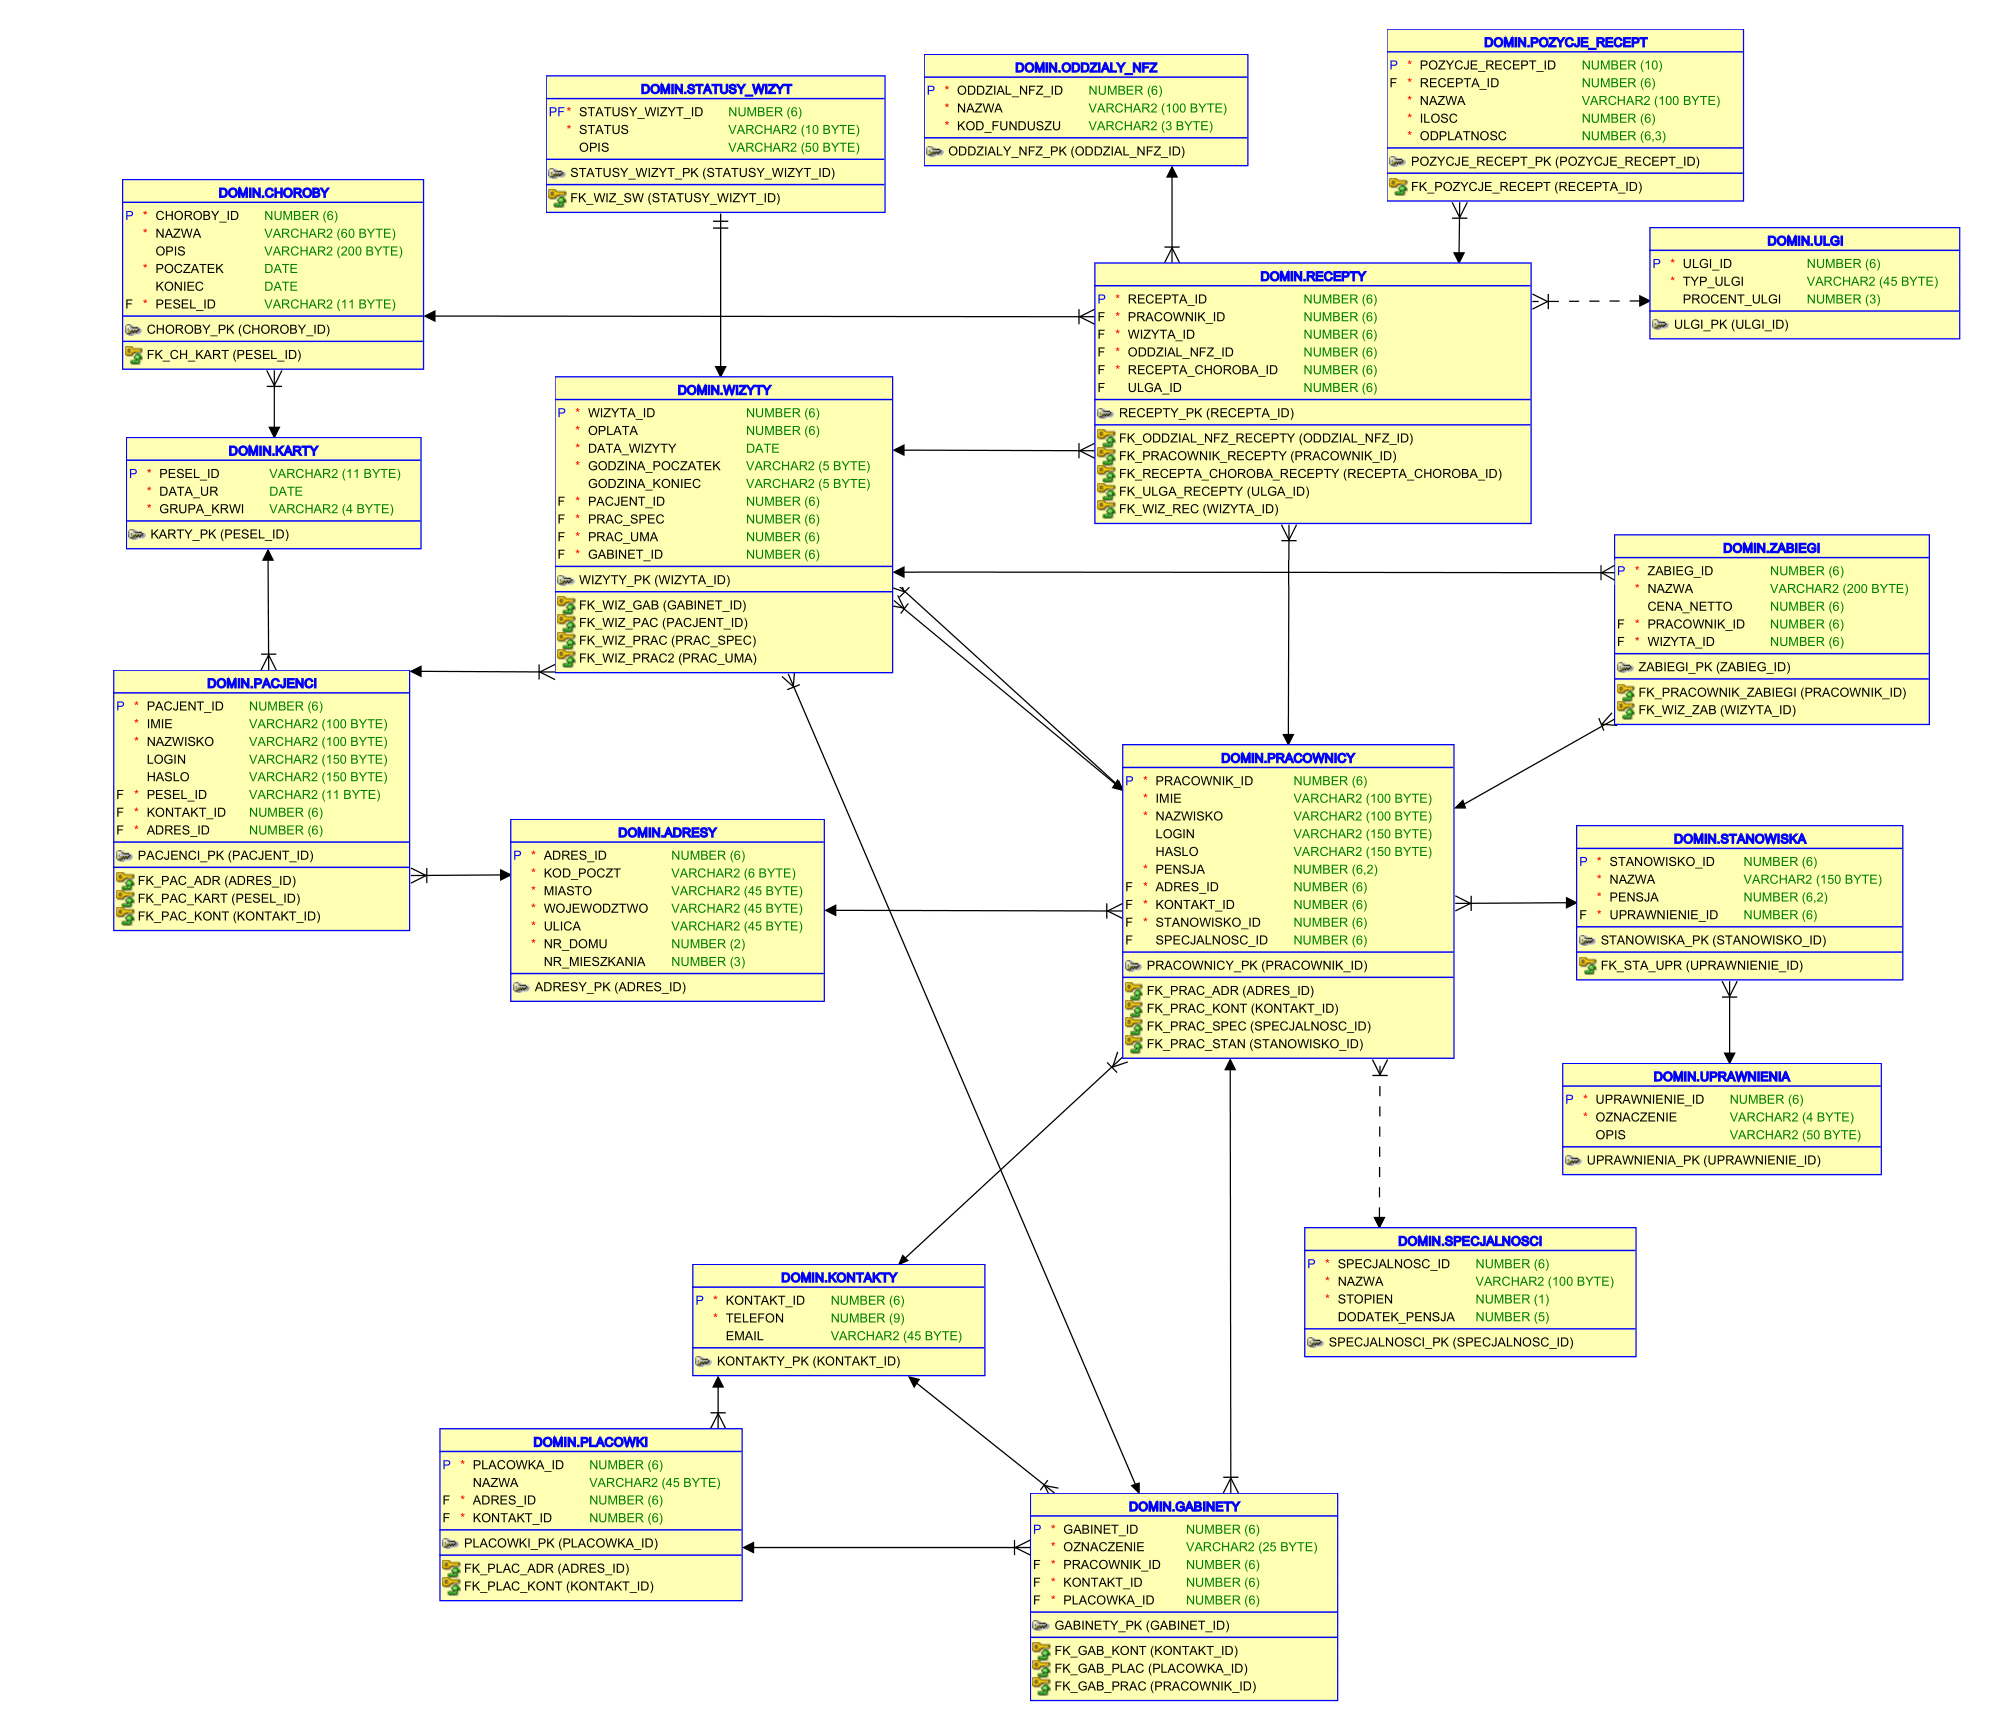 DOMIN.POZYCJE_RECEPT
P * POZYCJE_RECEPT_ID NUMBER (10)
F * RECEPTA_ID NUMBER (6)
* NAZWA VARCHAR2 (100 BYTE)
* ILOSC NUMBER (6)
* ODPLATNOSC NUMBER (6,3)
POZYCJE_RECEPT_PK (POZYCJE_RECEPT_ID)
FK_POZYCJE_RECEPT (RECEPTA_ID)
DOMIN.ODDZIALY_NFZ
P * ODDZIAL_NFZ_ID NUMBER (6)
* NAZWA VARCHAR2 (100 BYTE)
* KOD_FUNDUSZU VARCHAR2 (3 BYTE)
ODDZIALY_NFZ_PK (ODDZIAL_NFZ_ID)
DOMIN.STATUSY_WIZYT
PF* STATUSY_WIZYT_ID NUMBER (6)
* STATUS VARCHAR2 (10 BYTE)
OPIS VARCHAR2 (50 BYTE)
STATUSY_WIZYT_PK (STATUSY_WIZYT_ID)
FK_WIZ_SW (STATUSY_WIZYT_ID)
DOMIN.CHOROBY
P * CHOROBY_ID NUMBER (6)
* NAZWA VARCHAR2 (60 BYTE)
OPIS VARCHAR2 (200 BYTE)
* POCZATEK DATE
KONIEC DATE
F * PESEL_ID VARCHAR2 (11 BYTE)
CHOROBY_PK (CHOROBY_ID)
FK_CH_KART (PESEL_ID)
DOMIN.ULGI
P * ULGI_ID NUMBER (6)
* TYP_ULGI VARCHAR2 (45 BYTE)
PROCENT_ULGI NUMBER (3)
ULGI_PK (ULGI_ID)
DOMIN.RECEPTY
P * RECEPTA_ID NUMBER (6)
F * PRACOWNIK_ID NUMBER (6)
F * WIZYTA_ID NUMBER (6)
F * ODDZIAL_NFZ_ID NUMBER (6)
F * RECEPTA_CHOROBA_ID NUMBER (6)
F ULGA_ID NUMBER (6)
RECEPTY_PK (RECEPTA_ID)
FK_ODDZIAL_NFZ_RECEPTY (ODDZIAL_NFZ_ID)
FK_PRACOWNIK_RECEPTY (PRACOWNIK_ID)
FK_RECEPTA_CHOROBA_RECEPTY (RECEPTA_CHOROBA_ID)
FK_ULGA_RECEPTY (ULGA_ID)
FK_WIZ_REC (WIZYTA_ID)
DOMIN.WIZYTY
P * WIZYTA_ID NUMBER (6)
* OPLATA NUMBER (6)
* DATA_WIZYTY DATE
* GODZINA_POCZATEK VARCHAR2 (5 BYTE)
GODZINA_KONIEC VARCHAR2 (5 BYTE)
F * PACJENT_ID NUMBER (6)
F * PRAC_SPEC NUMBER (6)
F * PRAC_UMA NUMBER (6)
F * GABINET_ID NUMBER (6)
WIZYTY_PK (WIZYTA_ID)
FK_WIZ_GAB (GABINET_ID)
FK_WIZ_PAC (PACJENT_ID)
FK_WIZ_PRAC (PRAC_SPEC)
FK_WIZ_PRAC2 (PRAC_UMA)
DOMIN.KARTY
P * PESEL_ID VARCHAR2 (11 BYTE)
* DATA_UR DATE
* GRUPA_KRWI VARCHAR2 (4 BYTE)
KARTY_PK (PESEL_ID)
DOMIN.ZABIEGI
P * ZABIEG_ID NUMBER (6)
* NAZWA VARCHAR2 (200 BYTE)
CENA_NETTO NUMBER (6)
F * PRACOWNIK_ID NUMBER (6)
F * WIZYTA_ID NUMBER (6)
ZABIEGI_PK (ZABIEG_ID)
FK_PRACOWNIK_ZABIEGI (PRACOWNIK_ID)
FK_WIZ_ZAB (WIZYTA_ID)
DOMIN.PACJENCI
P * PACJENT_ID NUMBER (6)
* IMIE VARCHAR2 (100 BYTE)
* NAZWISKO VARCHAR2 (100 BYTE)
LOGIN VARCHAR2 (150 BYTE)
HASLO VARCHAR2 (150 BYTE)
F * PESEL_ID VARCHAR2 (11 BYTE)
F * KONTAKT_ID NUMBER (6)
F * ADRES_ID NUMBER (6)
PACJENCI_PK (PACJENT_ID)
FK_PAC_ADR (ADRES_ID)
FK_PAC_KART (PESEL_ID)
FK_PAC_KONT (KONTAKT_ID)
DOMIN.ADRESY
P * ADRES_ID NUMBER (6)
* KOD_POCZT VARCHAR2 (6 BYTE)
* MIASTO VARCHAR2 (45 BYTE)
* WOJEWODZTWO VARCHAR2 (45 BYTE)
* ULICA VARCHAR2 (45 BYTE)
* NR_DOMU NUMBER (2)
NR_MIESZKANIA NUMBER (3)
ADRESY_PK (ADRES_ID)
DOMIN.PRACOWNICY
P * PRACOWNIK_ID NUMBER (6)
* IMIE VARCHAR2 (100 BYTE)
* NAZWISKO VARCHAR2 (100 BYTE)
LOGIN VARCHAR2 (150 BYTE)
HASLO VARCHAR2 (150 BYTE)
* PENSJA NUMBER (6,2)
F * ADRES_ID NUMBER (6)
F * KONTAKT_ID NUMBER (6)
F * STANOWISKO_ID NUMBER (6)
F SPECJALNOSC_ID NUMBER (6)
PRACOWNICY_PK (PRACOWNIK_ID)
FK_PRAC_ADR (ADRES_ID)
FK_PRAC_KONT (KONTAKT_ID)
FK_PRAC_SPEC (SPECJALNOSC_ID)
FK_PRAC_STAN (STANOWISKO_ID)
DOMIN.STANOWISKA
P * STANOWISKO_ID NUMBER (6)
* NAZWA VARCHAR2 (150 BYTE)
* PENSJA NUMBER (6,2)
F * UPRAWNIENIE_ID NUMBER (6)
STANOWISKA_PK (STANOWISKO_ID)
FK_STA_UPR (UPRAWNIENIE_ID)
DOMIN.UPRAWNIENIA
P * UPRAWNIENIE_ID NUMBER (6)
* OZNACZENIE VARCHAR2 (4 BYTE)
OPIS VARCHAR2 (50 BYTE)
UPRAWNIENIA_PK (UPRAWNIENIE_ID)
DOMIN.SPECJALNOSCI
P * SPECJALNOSC_ID NUMBER (6)
* NAZWA VARCHAR2 (100 BYTE)
* STOPIEN NUMBER (1)
DODATEK_PENSJA NUMBER (5)
SPECJALNOSCI_PK (SPECJALNOSC_ID)
DOMIN.KONTAKTY
P * KONTAKT_ID NUMBER (6)
* TELEFON NUMBER (9)
EMAIL VARCHAR2 (45 BYTE)
KONTAKTY_PK (KONTAKT_ID)
DOMIN.PLACOWKI
P * PLACOWKA_ID NUMBER (6)
NAZWA VARCHAR2 (45 BYTE)
F * ADRES_ID NUMBER (6)
F * KONTAKT_ID NUMBER (6)
PLACOWKI_PK (PLACOWKA_ID)
FK_PLAC_ADR (ADRES_ID)
FK_PLAC_KONT (KONTAKT_ID)
DOMIN.GABINETY
P * GABINET_ID NUMBER (6)
* OZNACZENIE VARCHAR2 (25 BYTE)
F * PRACOWNIK_ID NUMBER (6)
F * KONTAKT_ID NUMBER (6)
F * PLACOWKA_ID NUMBER (6)
GABINETY_PK (GABINET_ID)
FK_GAB_KONT (KONTAKT_ID)
FK_GAB_PLAC (PLACOWKA_ID)
FK_GAB_PRAC (PRACOWNIK_ID)